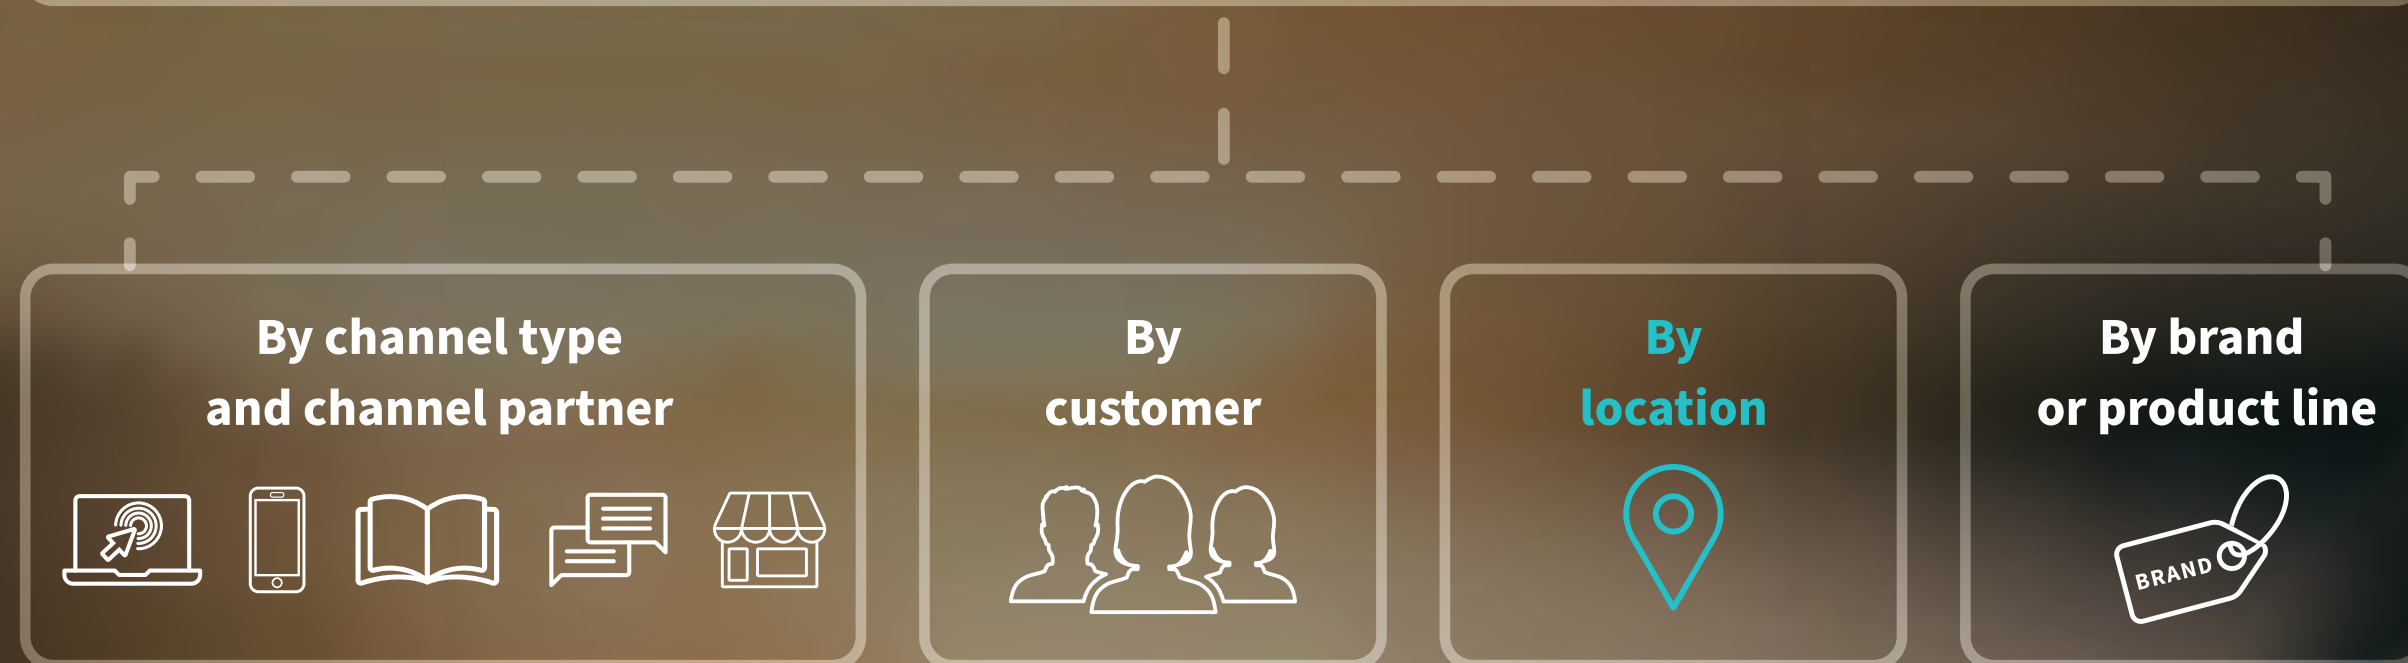 By channel type
and channel partner
By
customer
By
location
By brand
or product line
BRAND